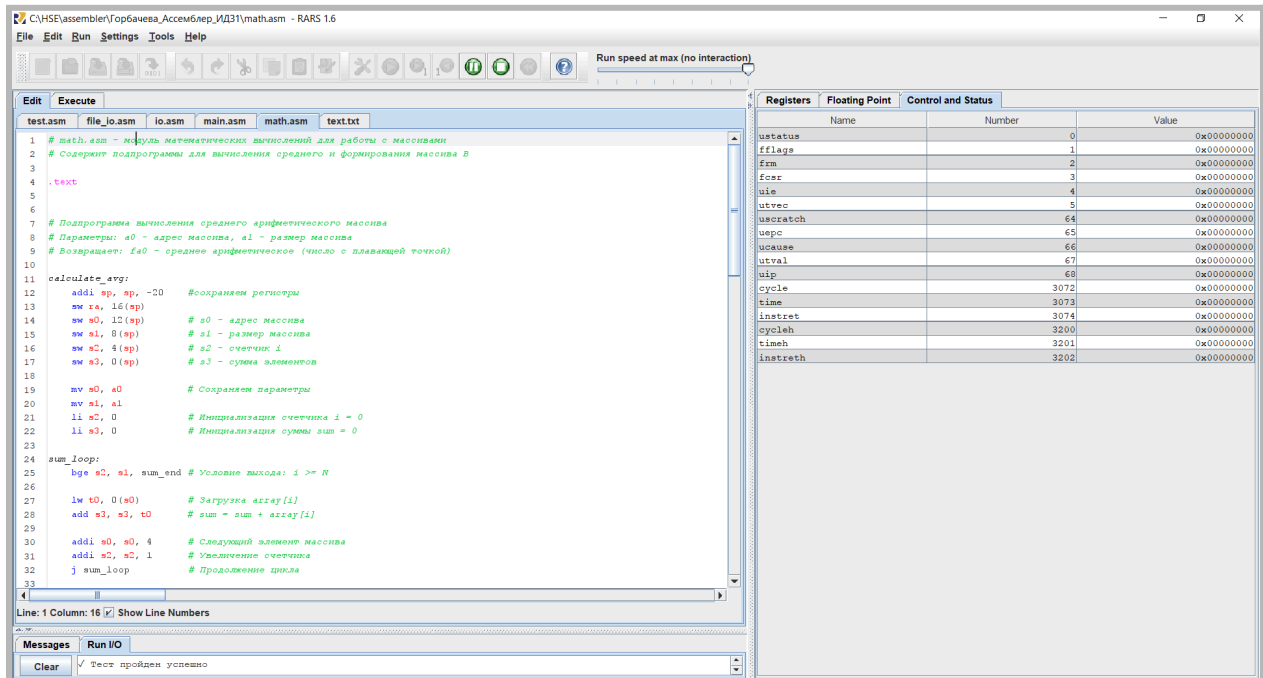 C:\HSE\assembler\Горбачева_Ассемблер_ИДЗ1\math.asm - RARS 1.6
File Edit Run Settings Tools Help
Run speed at max (no interaction)
Edit Execute
test.asm file_io.asm io.asm main.asm math.asm text.txt
1 # math.asm - модуль математических вычислений для работы с массивами
2 # Содержит подпрограммы для вычисления среднего и формирования массива B
3
4 .text
5
6
7 # Подпрограмма вычисления среднего арифметического массива
8 # Параметры: a0 - адрес массива, a1 - размер массива
9 # Возвращает: fa0 - среднее арифметическое (число с плавающей точкой)
10
11 calculate_avg:
12 addi sp, sp, -20 #сохраняем регистры
13 sw ra, 16(sp)
14 sw s0, 12(sp) # s0 - адрес массива
15 sw s1, 8(sp) # s1 - размер массива
16 sw s2, 4(sp) # s2 - счетчик i
17 sw s3, 0(sp) # s3 - сумма элементов
18
19 mv s0, a0 # Сохраняем параметры
20 mv s1, a1
21 li s2, 0 # Инициализация счетчика i = 0
22 li s3, 0 # Инициализация суммы sum = 0
23
24 sum_loop:
25 bge s2, s1, sum_end # Условие выхода: i >= N
26
27 lw t0, 0(s0) # Загрузка array[i]
28 add s3, s3, t0 # sum = sum + array[i]
29
30 addi s0, s0, 4 # Следующий элемент массива
31 addi s2, s2, 1 # Увеличение счетчика
32 j sum_loop # Продолжение цикла
33
Line: 1 Column: 16 Show Line Numbers
Messages Run I/O
Clear
✓ Тест пройден успешно
Registers Floating Point Control and Status
Name Number Value
ustatus 0 0x00000000
fflags 1 0x00000000
frm 2 0x00000000
fcsr 3 0x00000000
uie 4 0x00000000
utvec 5 0x00000000
uscratch 64 0x00000000
uepc 65 0x00000000
ucause 66 0x00000000
utval 67 0x00000000
uip 68 0x00000000
cycle 3072 0x00000000
time 3073 0x00000000
instret 3074 0x00000000
cycleh 3200 0x00000000
timeh 3201 0x00000000
instreth 3202 0x00000000